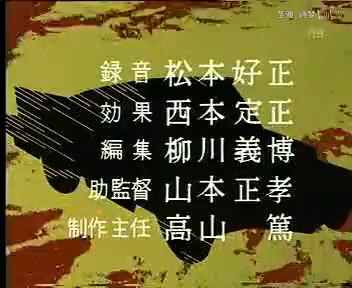 録音 松本好正
効果 西本定正
編集 柳川義博
助監督 山本正孝
制作主任 高山 篤